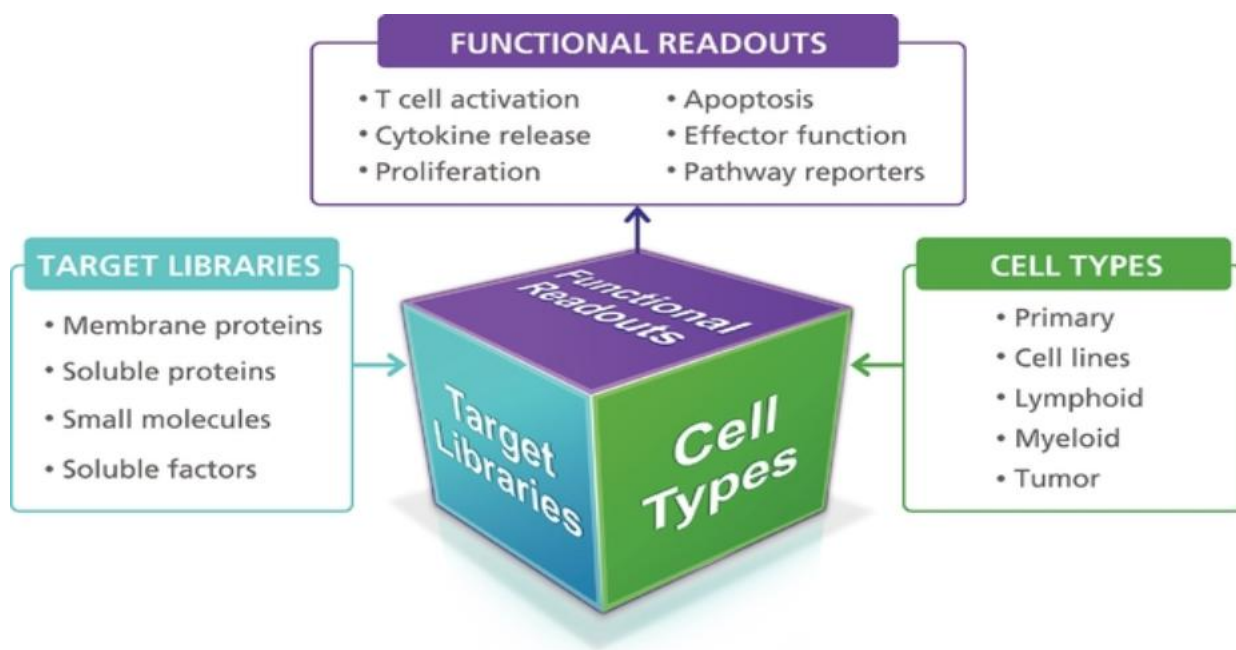 FUNCTIONAL READOUTS
• T cell activation
• Cytokine release
• Proliferation
• Apoptosis
• Effector function
• Pathway reporters
TARGET LIBRARIES
• Membrane proteins
• Soluble proteins
• Small molecules
• Soluble factors
Functional
Readouts
Target
Libraries
Cell
Types
CELL TYPES
• Primary
• Cell lines
• Lymphoid
• Myeloid
• Tumor